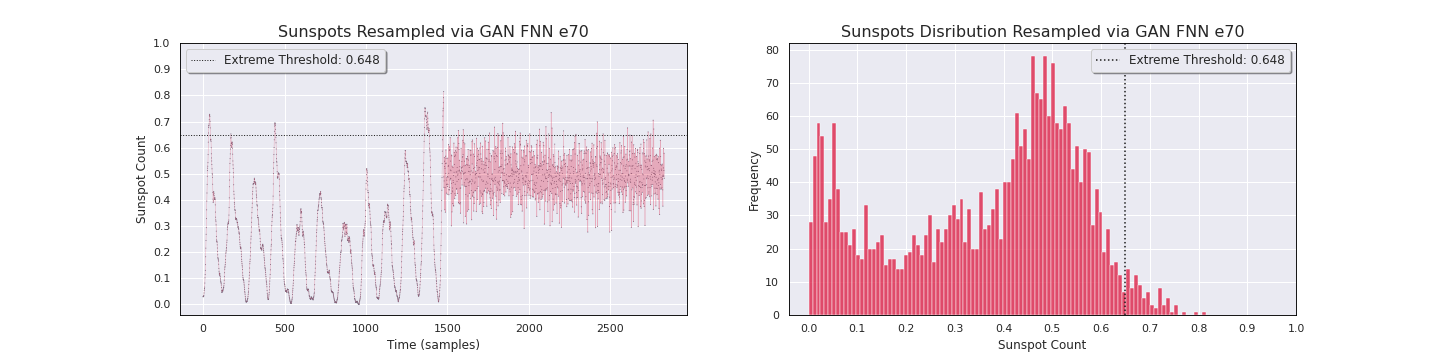 Sunspots Resampled via GAN FNN e70
Extreme Threshold: 0.648
Sunspot Count
1.0
0.9
0.8
0.7
0.6
0.5
0.4
0.3
0.2
0.1
0.0
0 500 1000 1500 2000 2500
Time (samples)
Sunspots Disribution Resampled via GAN FNN e70
Extreme Threshold: 0.648
Frequency
80
70
60
50
40
30
20
10
0
0.0 0.1 0.2 0.3 0.4 0.5 0.6 0.7 0.8 0.9 1.0
Sunspot Count